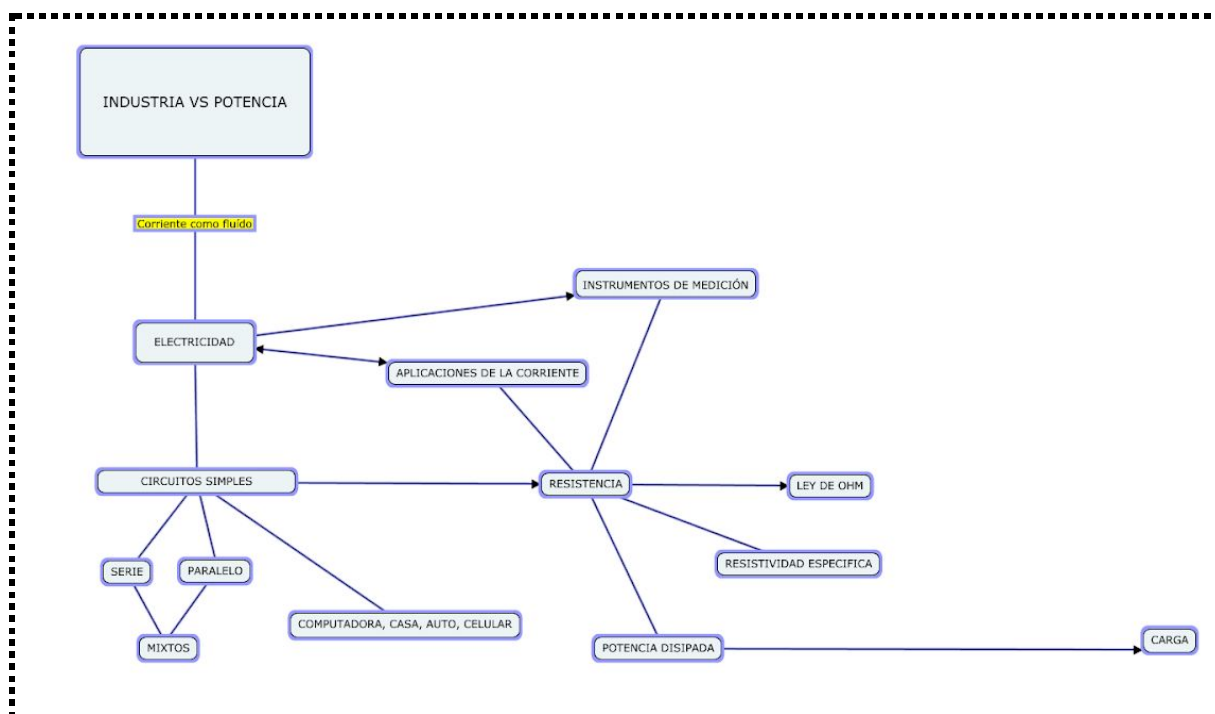 INDUSTRIA VS POTENCIA
Corriente como fluído
INSTRUMENTOS DE MEDICIÓN
ELECTRICIDAD
APLICACIONES DE LA CORRIENTE
CIRCUITOS SIMPLES
RESISTENCIA
LEY DE OHM
RESISTIVIDAD ESPECIFICA
SERIE
PARALELO
COMPUTADORA, CASA, AUTO, CELULAR
MIXTOS
POTENCIA DISIPADA
CARGA